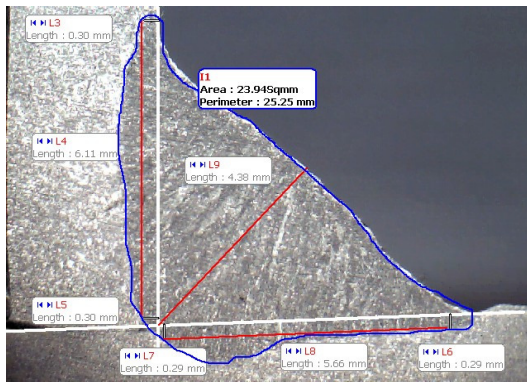 L3
Length : 0.30 mm
I1
Area : 23.94Sqmm
Perimeter : 25.25 mm
L4
Length : 6.11 mm
L9
Length : 4.38 mm
L5
Length : 0.30 mm
L7
Length : 0.29 mm
L8
Length : 5.66 mm
L6
Length : 0.29 mm